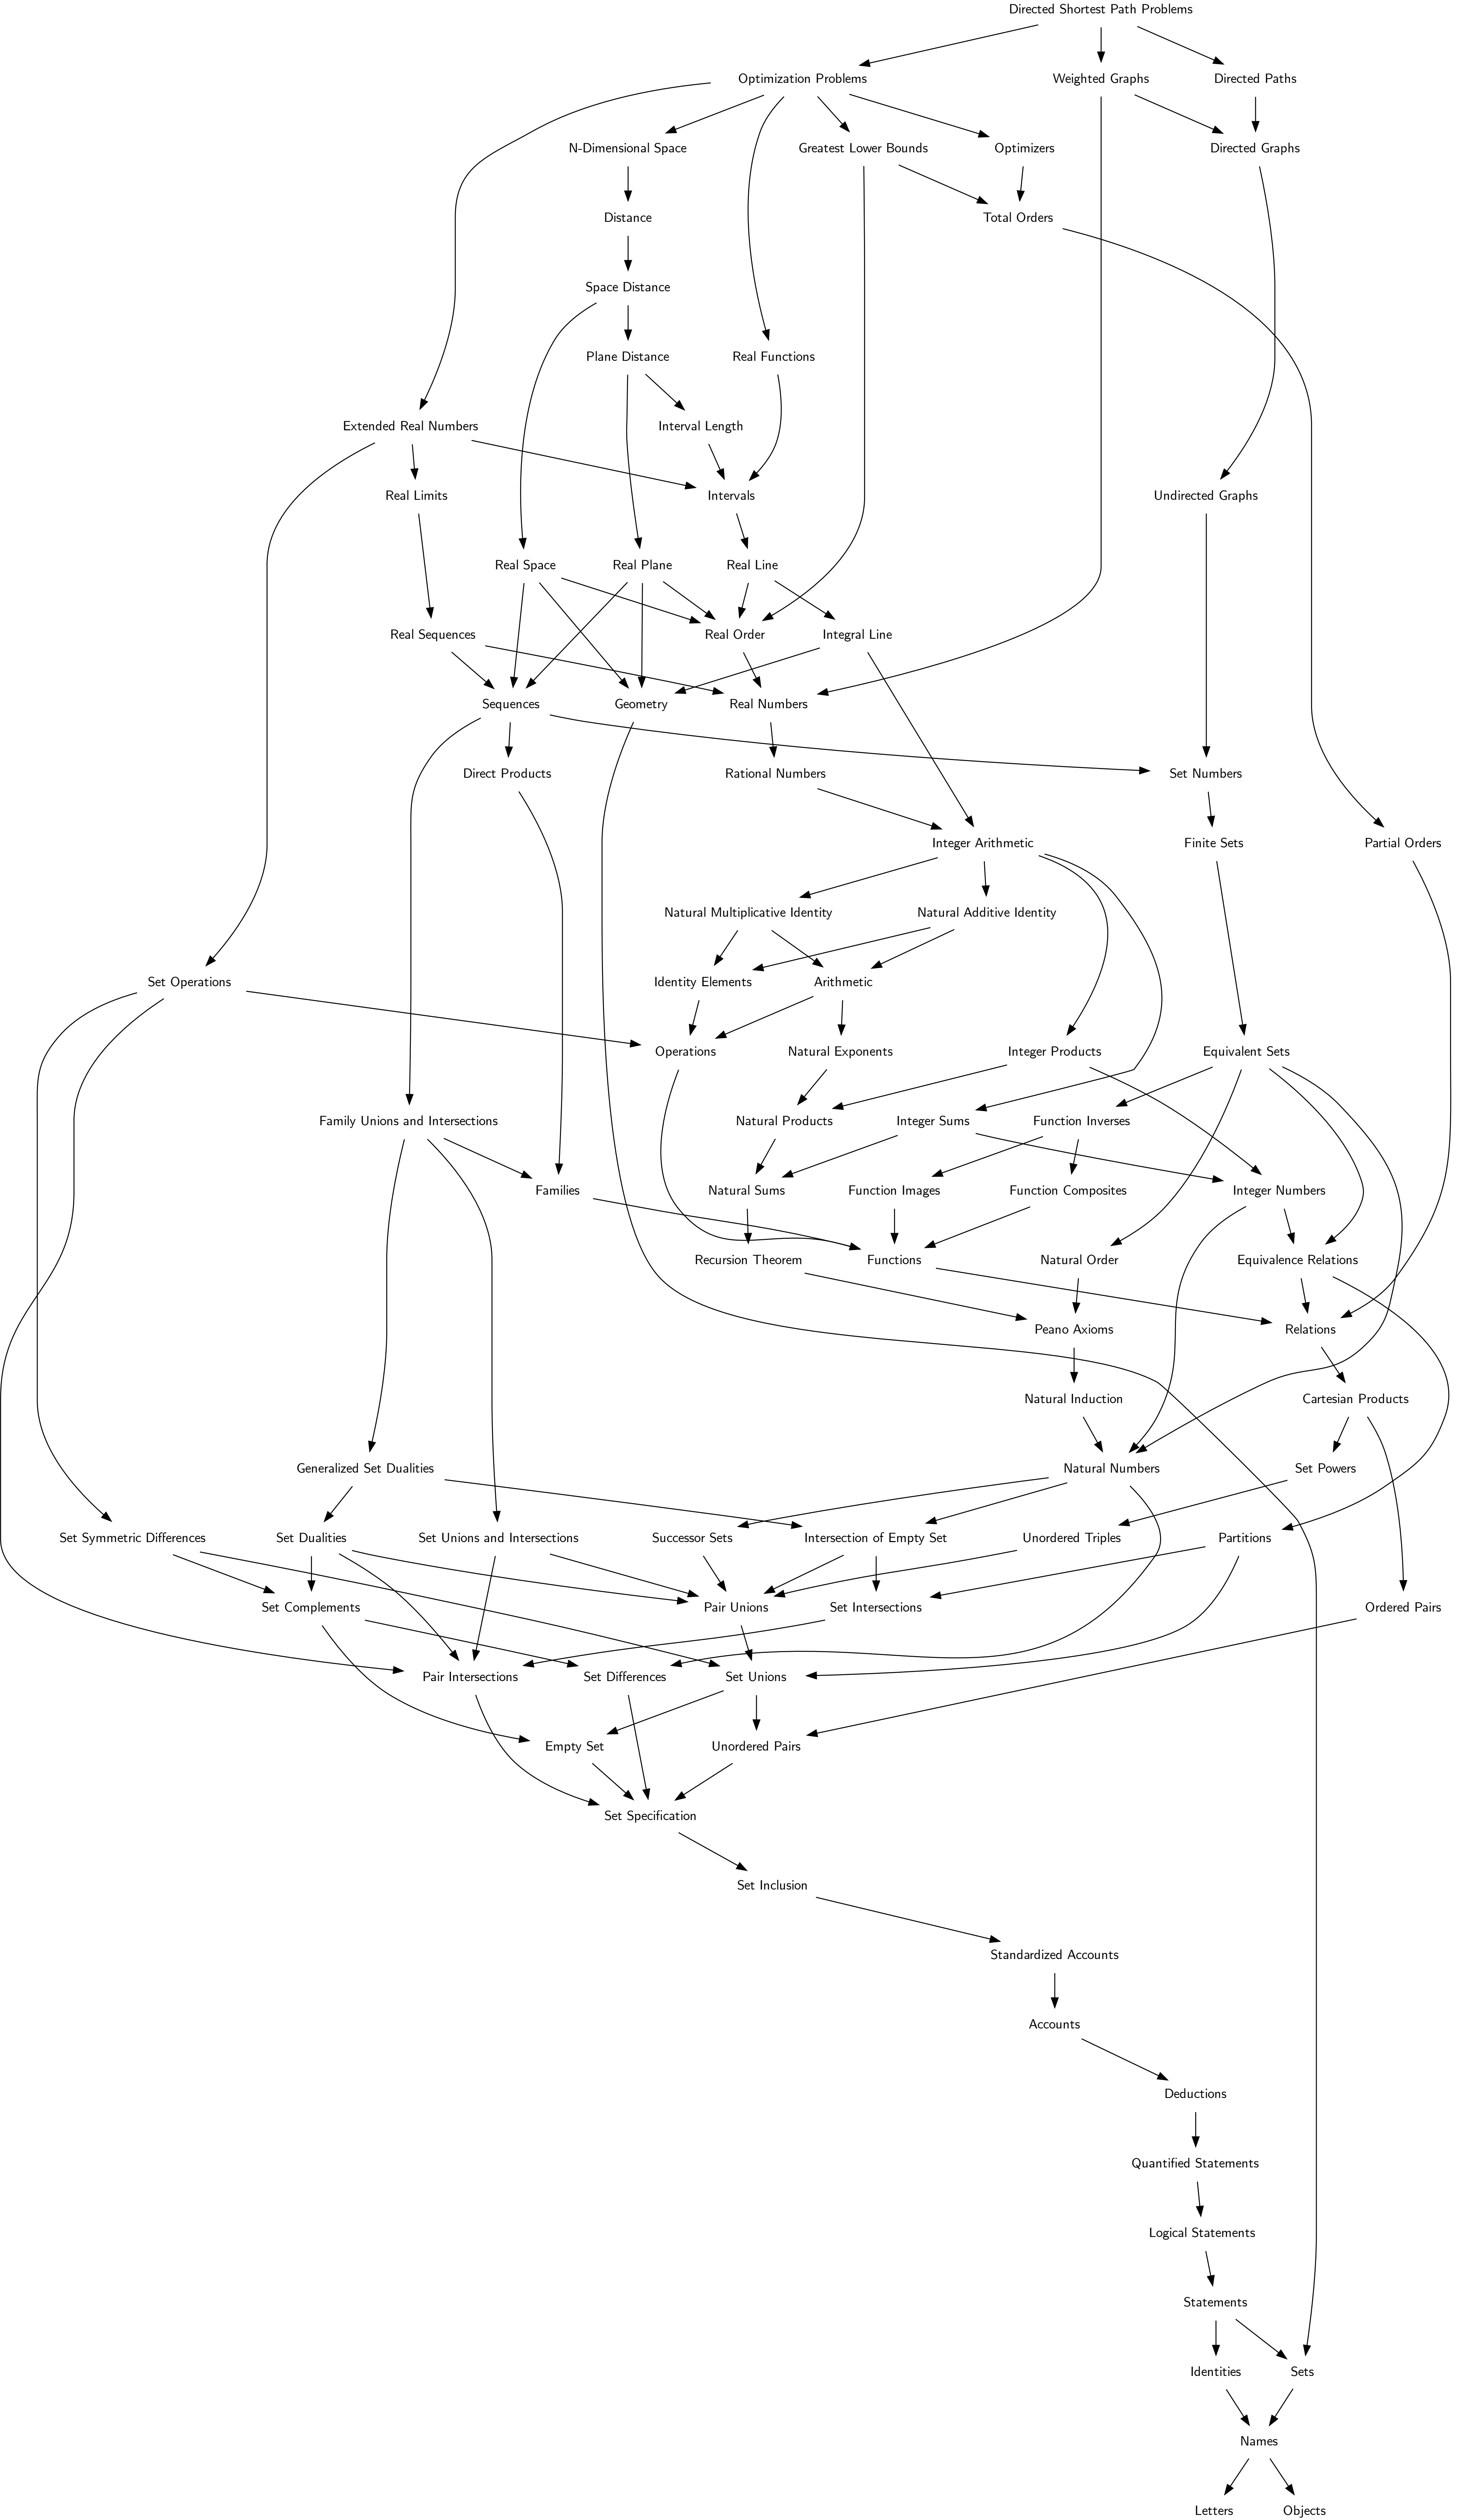 Directed Shortest Path Problems
Optimization Problems
Weighted Graphs
Directed Paths
N-Dimensional Space
Greatest Lower Bounds
Optimizers
Directed Graphs
Distance
Total Orders
Space Distance
Plane Distance
Real Functions
Extended Real Numbers
Interval Length
Real Limits
Intervals
Undirected Graphs
Real Space
Real Plane
Real Line
Real Sequences
Real Order
Integral Line
Sequences
Geometry
Real Numbers
Direct Products
Rational Numbers
Set Numbers
Integer Arithmetic
Finite Sets
Partial Orders
Natural Multiplicative Identity
Natural Additive Identity
Set Operations
Identity Elements
Arithmetic
Operations
Natural Exponents
Integer Products
Equivalent Sets
Family Unions and Intersections
Natural Products
Integer Sums
Function Inverses
Families
Natural Sums
Function Images
Function Composites
Integer Numbers
Recursion Theorem
Functions
Natural Order
Equivalence Relations
Peano Axioms
Relations
Natural Induction
Cartesian Products
Generalized Set Dualities
Natural Numbers
Set Powers
Set Symmetric Differences
Set Dualities
Set Unions and Intersections
Successor Sets
Intersection of Empty Set
Unordered Triples
Partitions
Set Complements
Pair Unions
Set Intersections
Ordered Pairs
Pair Intersections
Set Differences
Set Unions
Empty Set
Unordered Pairs
Set Specification
Set Inclusion
Standardized Accounts
Accounts
Deductions
Quantified Statements
Logical Statements
Statements
Identities
Sets
Names
Letters
Objects